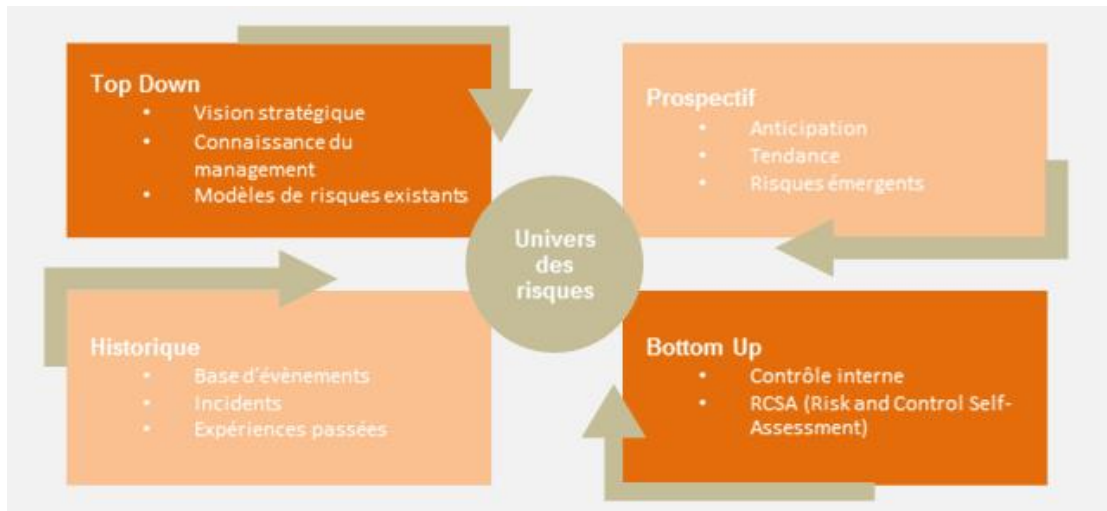 Top Down
• Vision stratégique
• Connaissance du
management
• Modèles de risques existants
Prospectif
• Anticipation
• Tendance
• Risques émergents
Univers
des
risques
Historique
• Base d'évènements
• Incidents
• Expériences passées
Bottom Up
• Contrôle interne
• RCSA (Risk and Control Self-
Assessment)